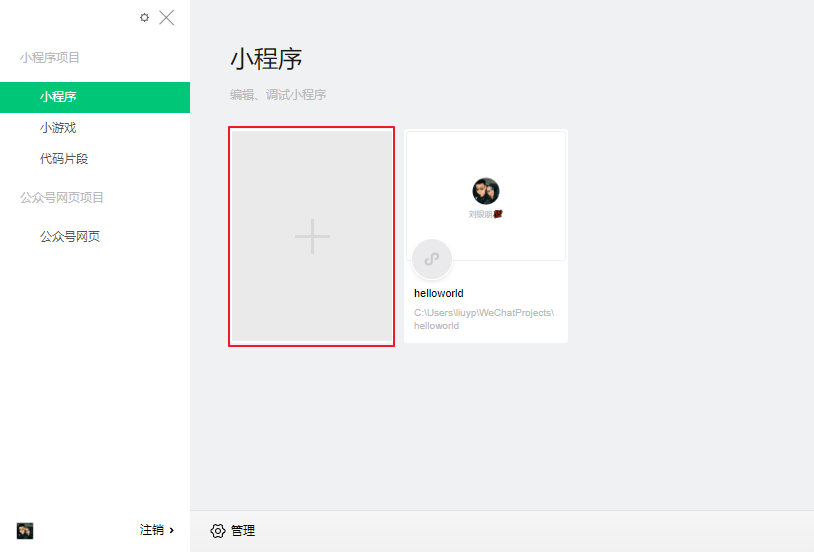 小程序项目
小程序
小游戏
代码片段
公众号网页项目
公众号网页
注销
小程序
编辑、调试小程序
刘银朋
helloworld
C:\Users\liuyp\WeChatProjects\
helloworld
管理